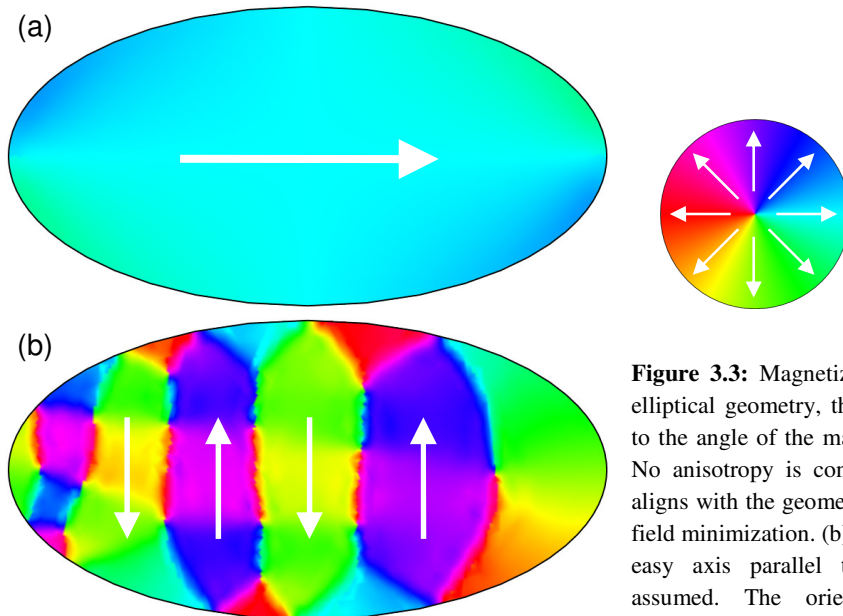 (a)
(b)
Figure 3.3: Magnetiz
elliptical geometry, th
to the angle of the ma
No anisotropy is con
aligns with the geome
field minimization. (b)
easy axis parallel t
assumed. The orie